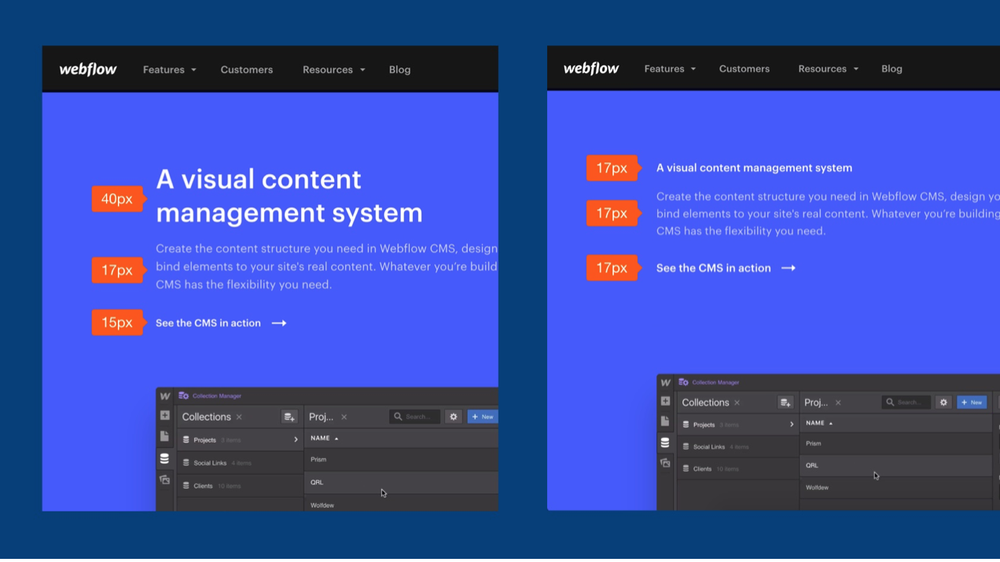 webflow Features Customers Resources Blog
40px
A visual content
management system
17px
Create the content structure you need in Webflow CMS, design
bind elements to your site's real content. Whatever you're build
CMS has the flexibility you need.
15px
See the CMS in action
Collection Manager
Collections × Proj... × Search... + New
Projects 3 items
NAME
Prism
Social Links 4 items
QRL
Clients 10 items
Wolfdew
webflow Features Customers Resources Blog
17px
A visual content management system
17px
Create the content structure you need in Webflow CMS, design yo
bind elements to your site's real content. Whatever you're building
CMS has the flexibility you need.
17px
See the CMS in action
Collection Manager
Collections × Proj... × Search... + New
Projects 3 items
NAME
Prism
Social Links 4 items
QRL
Clients 10 items
Wolfdew